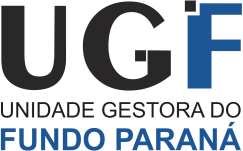 UGF
UNIDADE GESTORA DO
FUNDO PARANÁ